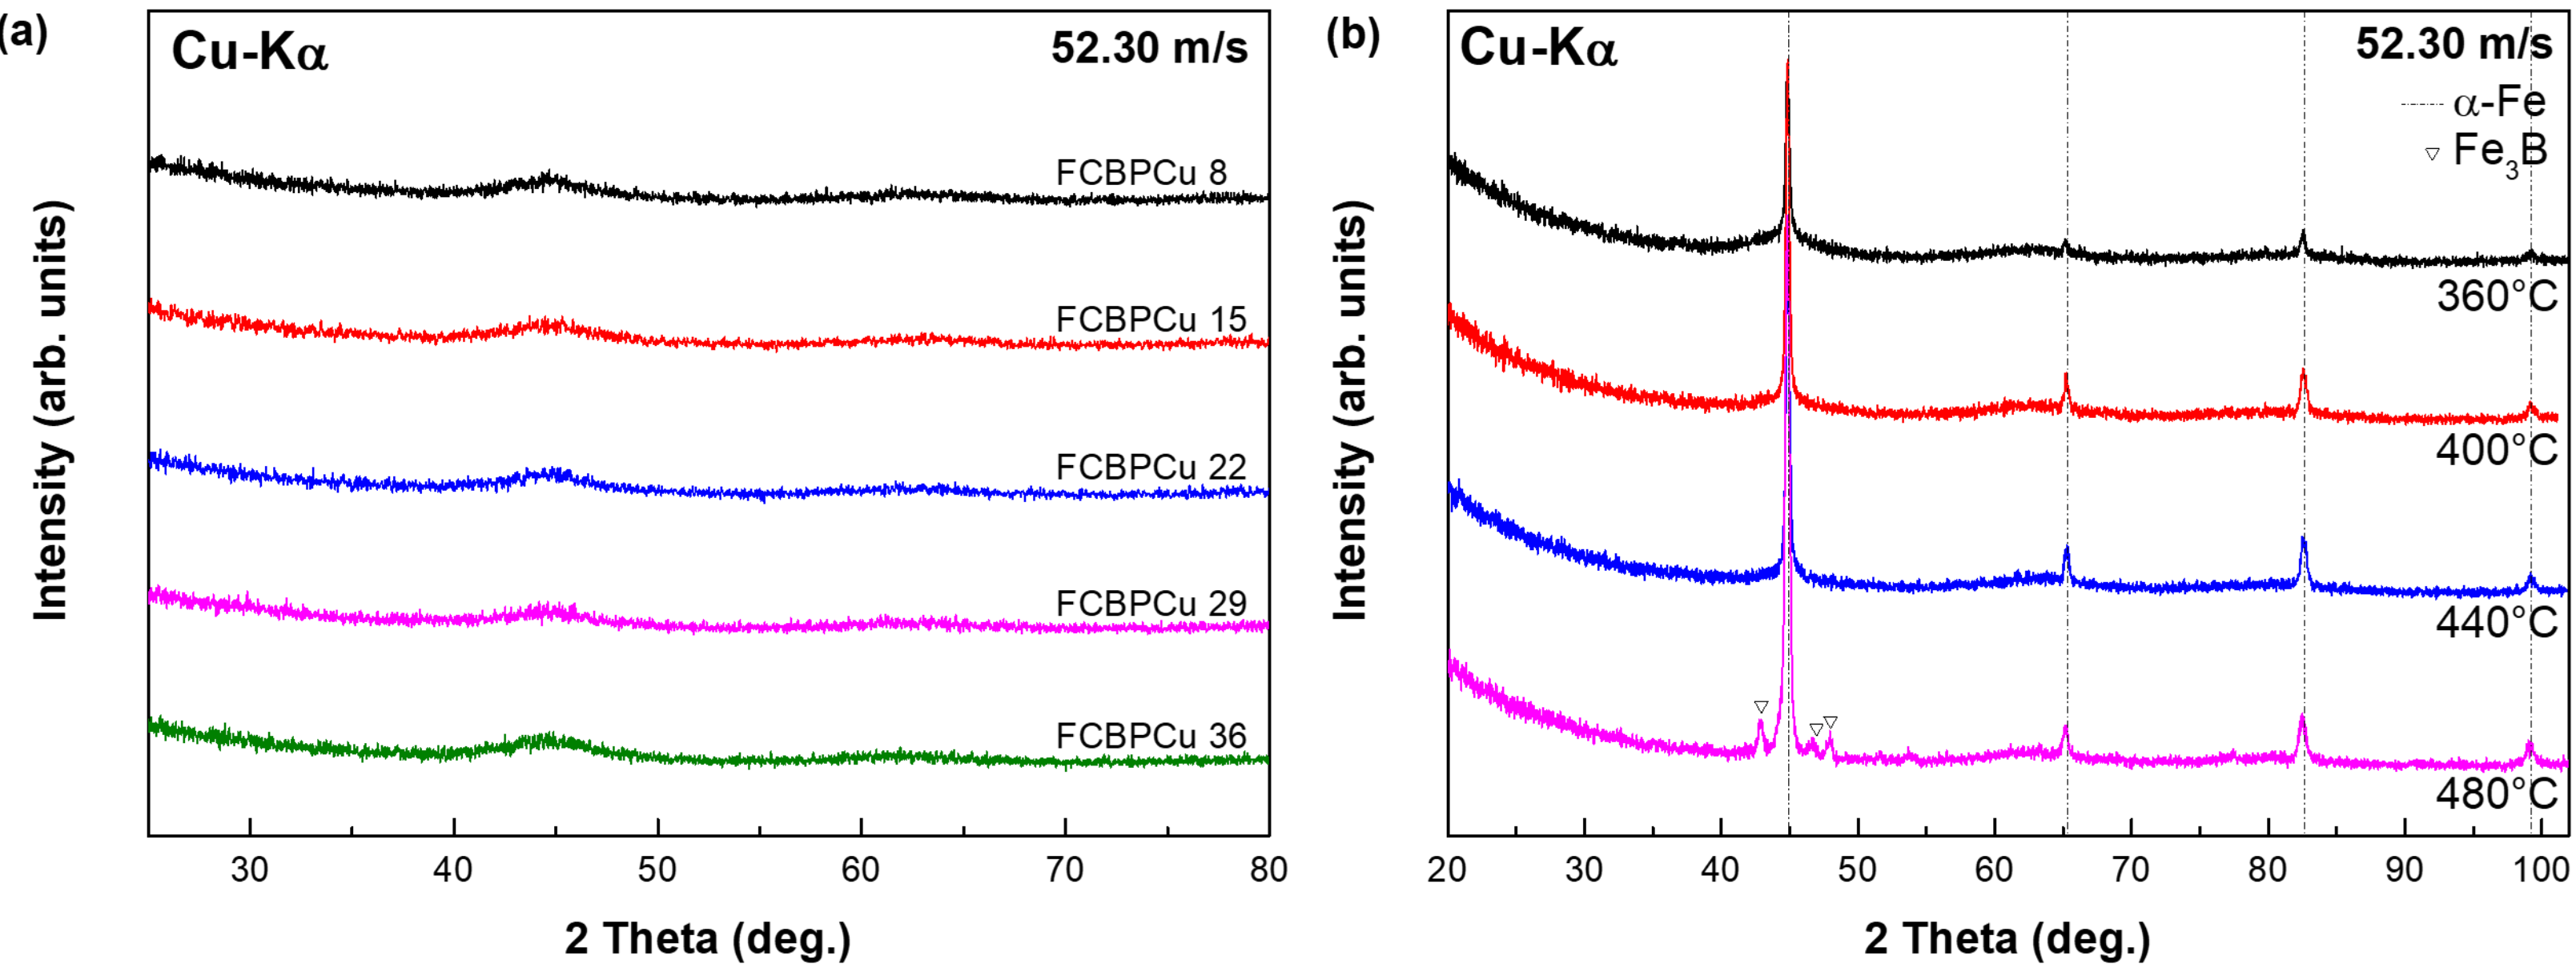 (a)
Cu-Kα
52.30 m/s
FCBPCu 8
FCBPCu 15
FCBPCu 22
FCBPCu 29
FCBPCu 36
Intensity (arb. units)
30 40 50 60 70 80
2 Theta (deg.)
(b)
Cu-Kα
52.30 m/s
α-Fe
Fe₃B
360°C
400°C
440°C
480°C
Intensity (arb. units)
20 30 40 50 60 70 80 90 100
2 Theta (deg.)